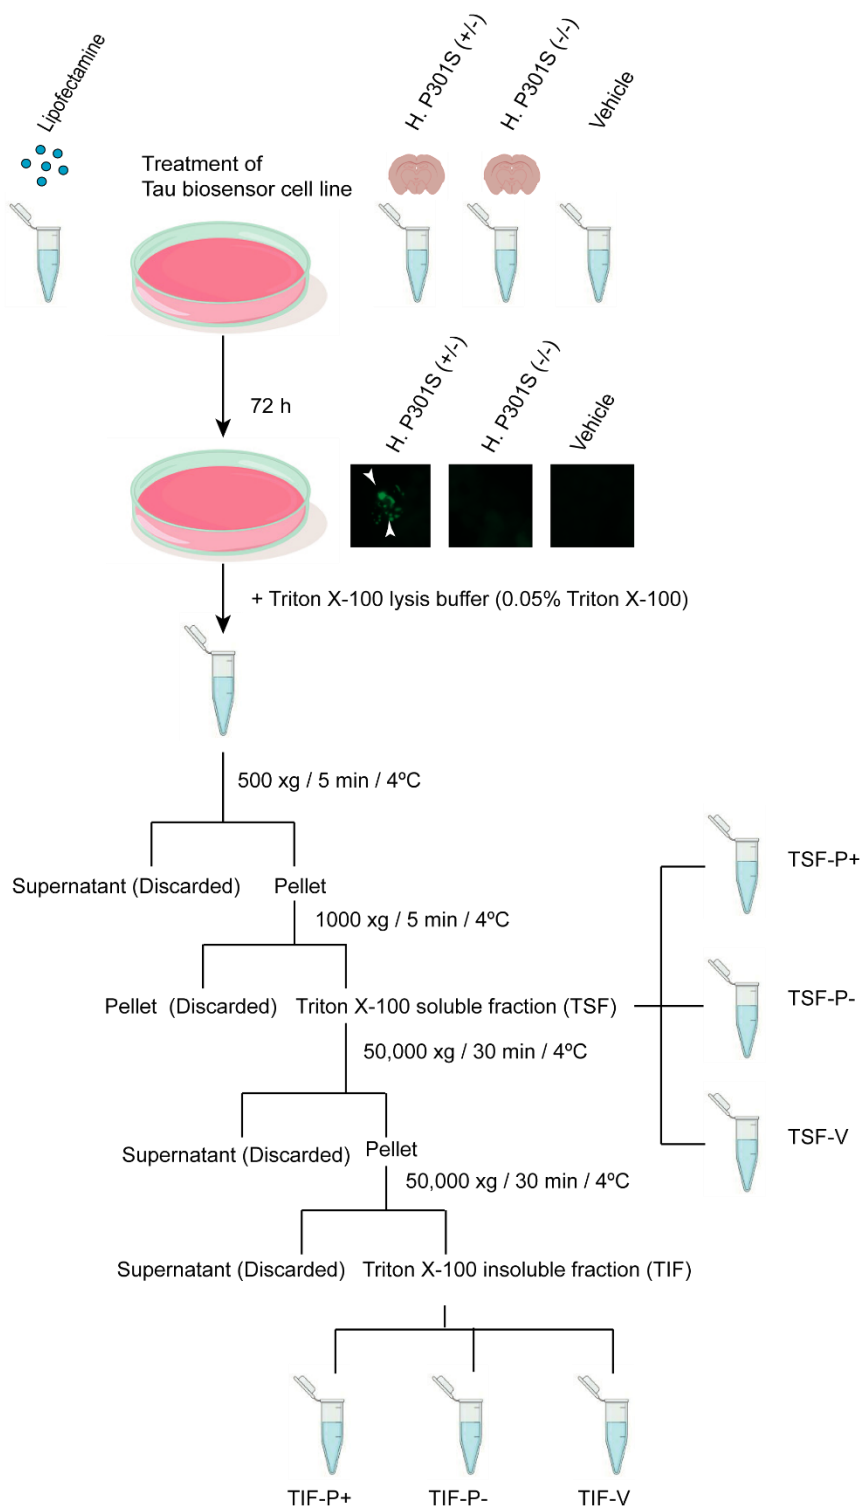 Lipofectamine
H. P301S (+/-)
H. P301S (-/-)
Vehicle
Treatment of
Tau biosensor cell line
72 h
H. P301S (+/-)
H. P301S (-/-)
Vehicle
+ Triton X-100 lysis buffer (0.05% Triton X-100)
500 xg / 5 min / 4ºC
Supernatant (Discarded)
Pellet
1000 xg / 5 min / 4ºC
Pellet (Discarded)
Triton X-100 soluble fraction (TSF)
TSF-P+
TSF-P-
TSF-V
50,000 xg / 30 min / 4ºC
Supernatant (Discarded)
Pellet
50,000 xg / 30 min / 4ºC
Supernatant (Discarded)
Triton X-100 insoluble fraction (TIF)
TIF-P+
TIF-P-
TIF-V